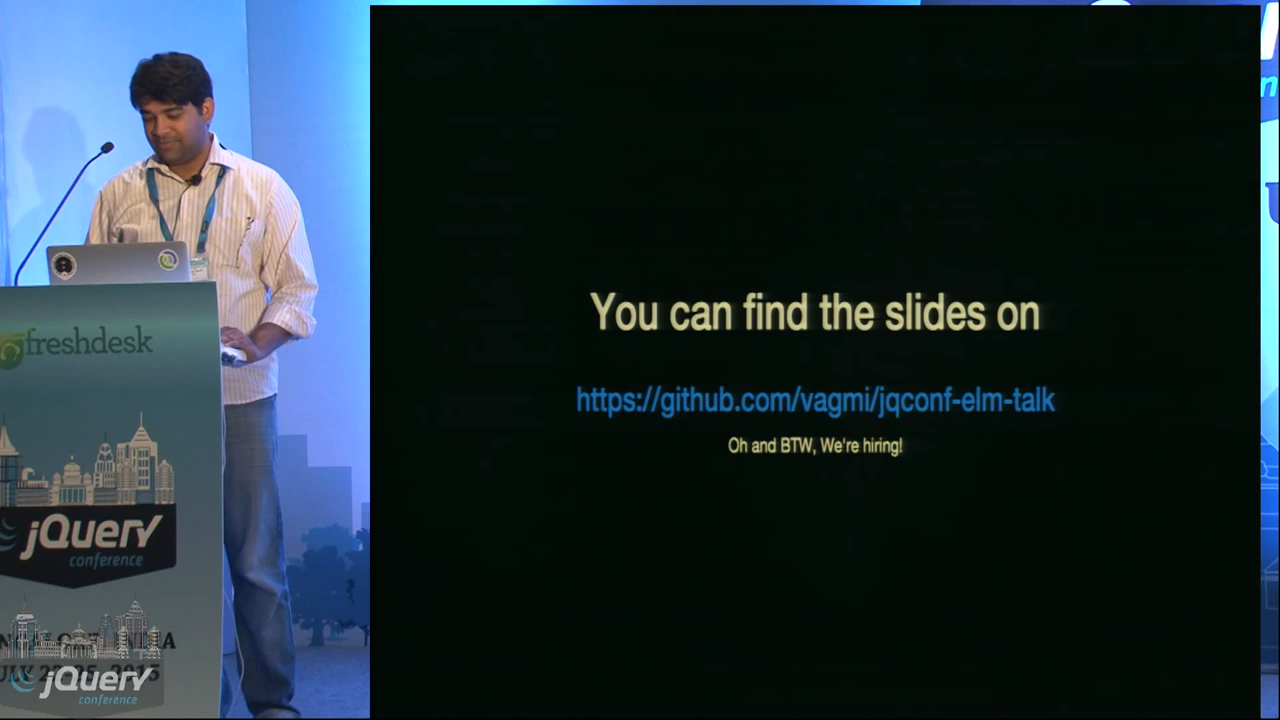 You can find the slides on
https://github.com/vagmi/jqconf-elm-talk
Oh and BTW, We're hiring!
freshdesk
jQuery
conference
jQuery
conference